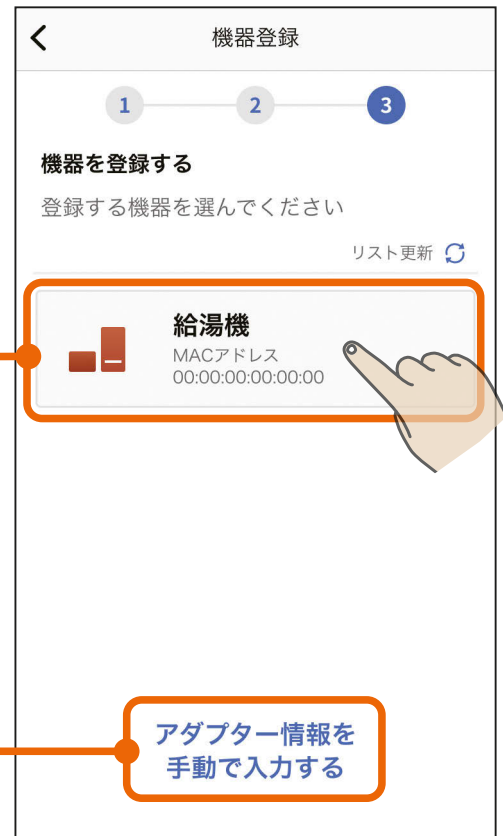 機器登録
1 2 3
機器を登録する
登録する機器を選んでください
リスト更新
給湯機
MACアドレス
00:00:00:00:00:00
アダプター情報を
手動で入力する